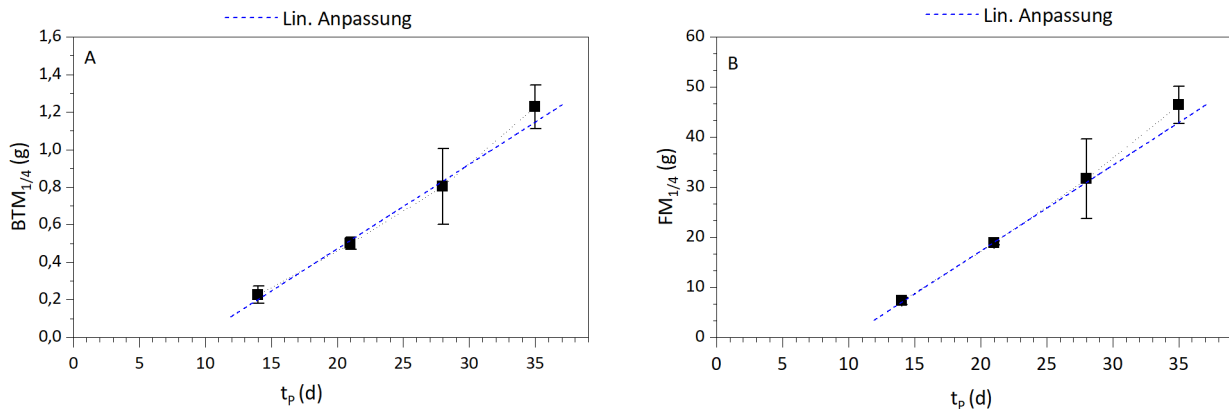 Lin. Anpassung
A
1,6
1,4
1,2
1,0
0,8
0,6
0,4
0,2
0,0
BTM1/4 (g)
0 5 10 15 20 25 30 35
tP (d)
Lin. Anpassung
B
60
50
40
30
20
10
0
FM1/4 (g)
0 5 10 15 20 25 30 35
tP (d)